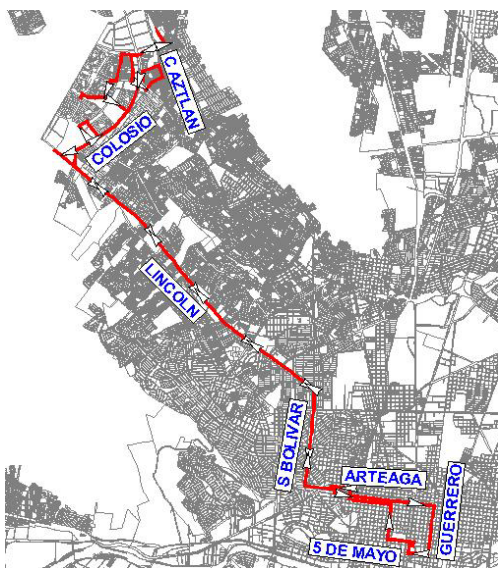 C AZTLAN
COLOSIO
LINCOLN
S BOLIVAR
ARTEAGA
GUERRERO
5 DE MAYO